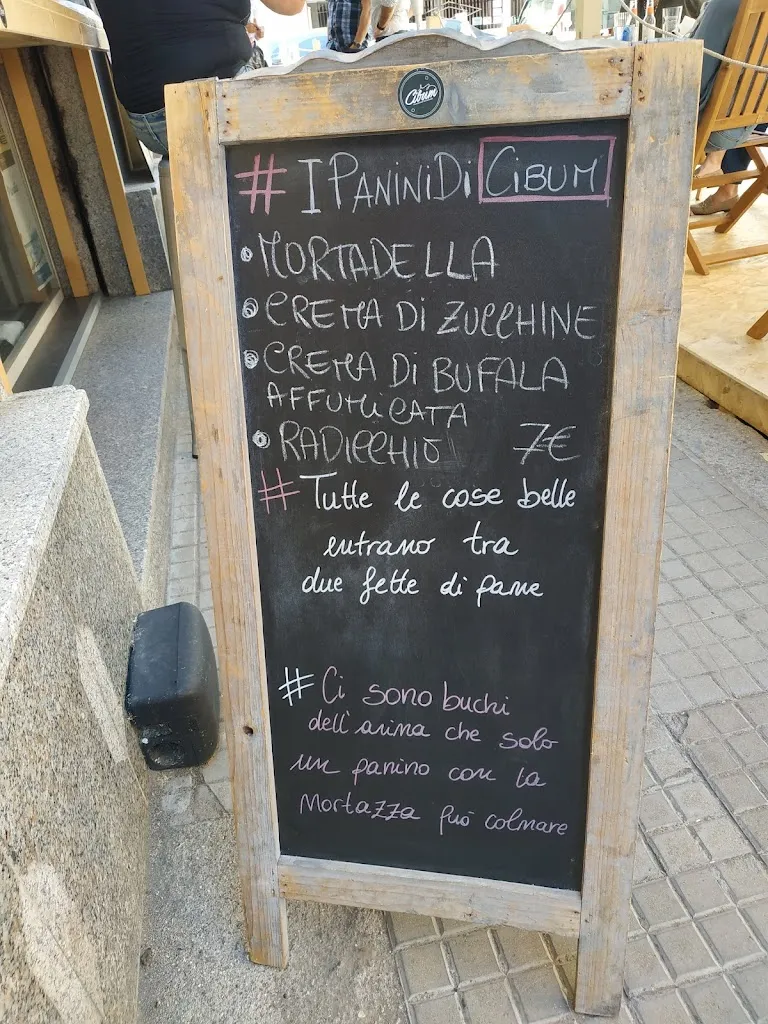 Cibum
# I PANINI Di CIBUM
MORTADELLA
CREMA Di ZUCCHINE
CREMA Di BUFALA
AFFUMICATA
RADICCHIO 7€
# Tutte le cose belle
entrano tra
due fette di pane
# Ci sono buchi
dell'anima che solo
un panino con la
Mortazza può colmare